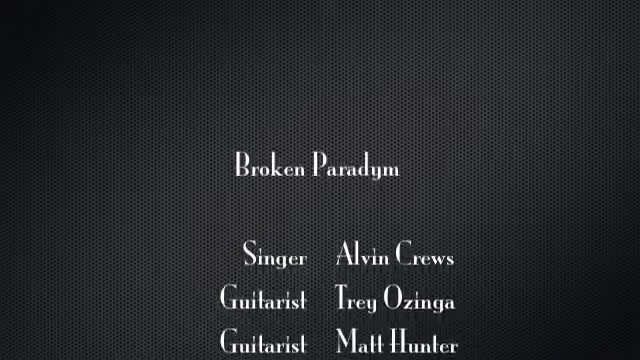 Broken Paradym
Singer Alvin Crews
Guitarist Trey Ozinga
Guitarist Matt Hunter